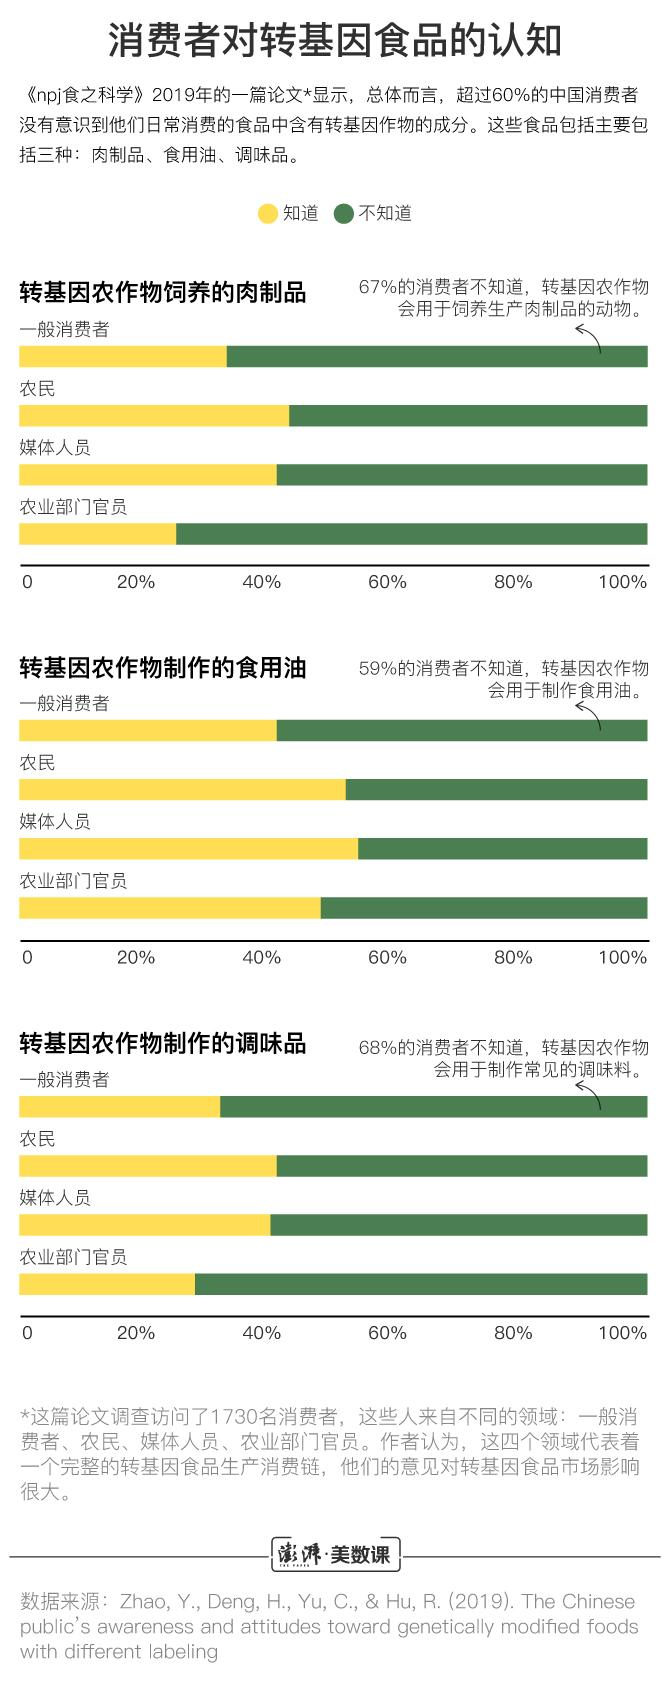 消费者对转基因食品的认知
《npj食之科学》2019年的一篇论文*显示，总体而言，超过60%的中国消费者
没有意识到他们日常消费的食品中含有转基因作物的成分。这些食品包括主要包
括三种：肉制品、食用油、调味品。
知道 不知道
转基因农作物饲养的肉制品
67%的消费者不知道，转基因农作物
会用于饲养生产肉制品的动物。
一般消费者
农民
媒体人员
农业部门官员
0 20% 40% 60% 80% 100%
转基因农作物制作的食用油
59%的消费者不知道，转基因农作物
会用于制作食用油。
一般消费者
农民
媒体人员
农业部门官员
0 20% 40% 60% 80% 100%
转基因农作物制作的调味品
68%的消费者不知道，转基因农作物
会用于制作常见的调味料。
一般消费者
农民
媒体人员
农业部门官员
0 20% 40% 60% 80% 100%
*这篇论文调查访问了1730名消费者，这些人来自不同的领域：一般消
费者、农民、媒体人员、农业部门官员。作者认为，这四个领域代表着
一个完整的转基因食品生产消费链，他们的意见对转基因食品市场影响
很大。
澎湃·美数课
THE PAPER
数据来源：Zhao, Y., Deng, H., Yu, C., & Hu, R. (2019). The Chinese
public's awareness and attitudes toward genetically modified foods
with different labeling